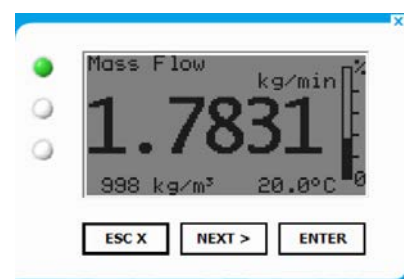 Mass Flow
%
kg/min
1.7831
998 kg/m³ 20.0°C 0
ESC X NEXT > ENTER